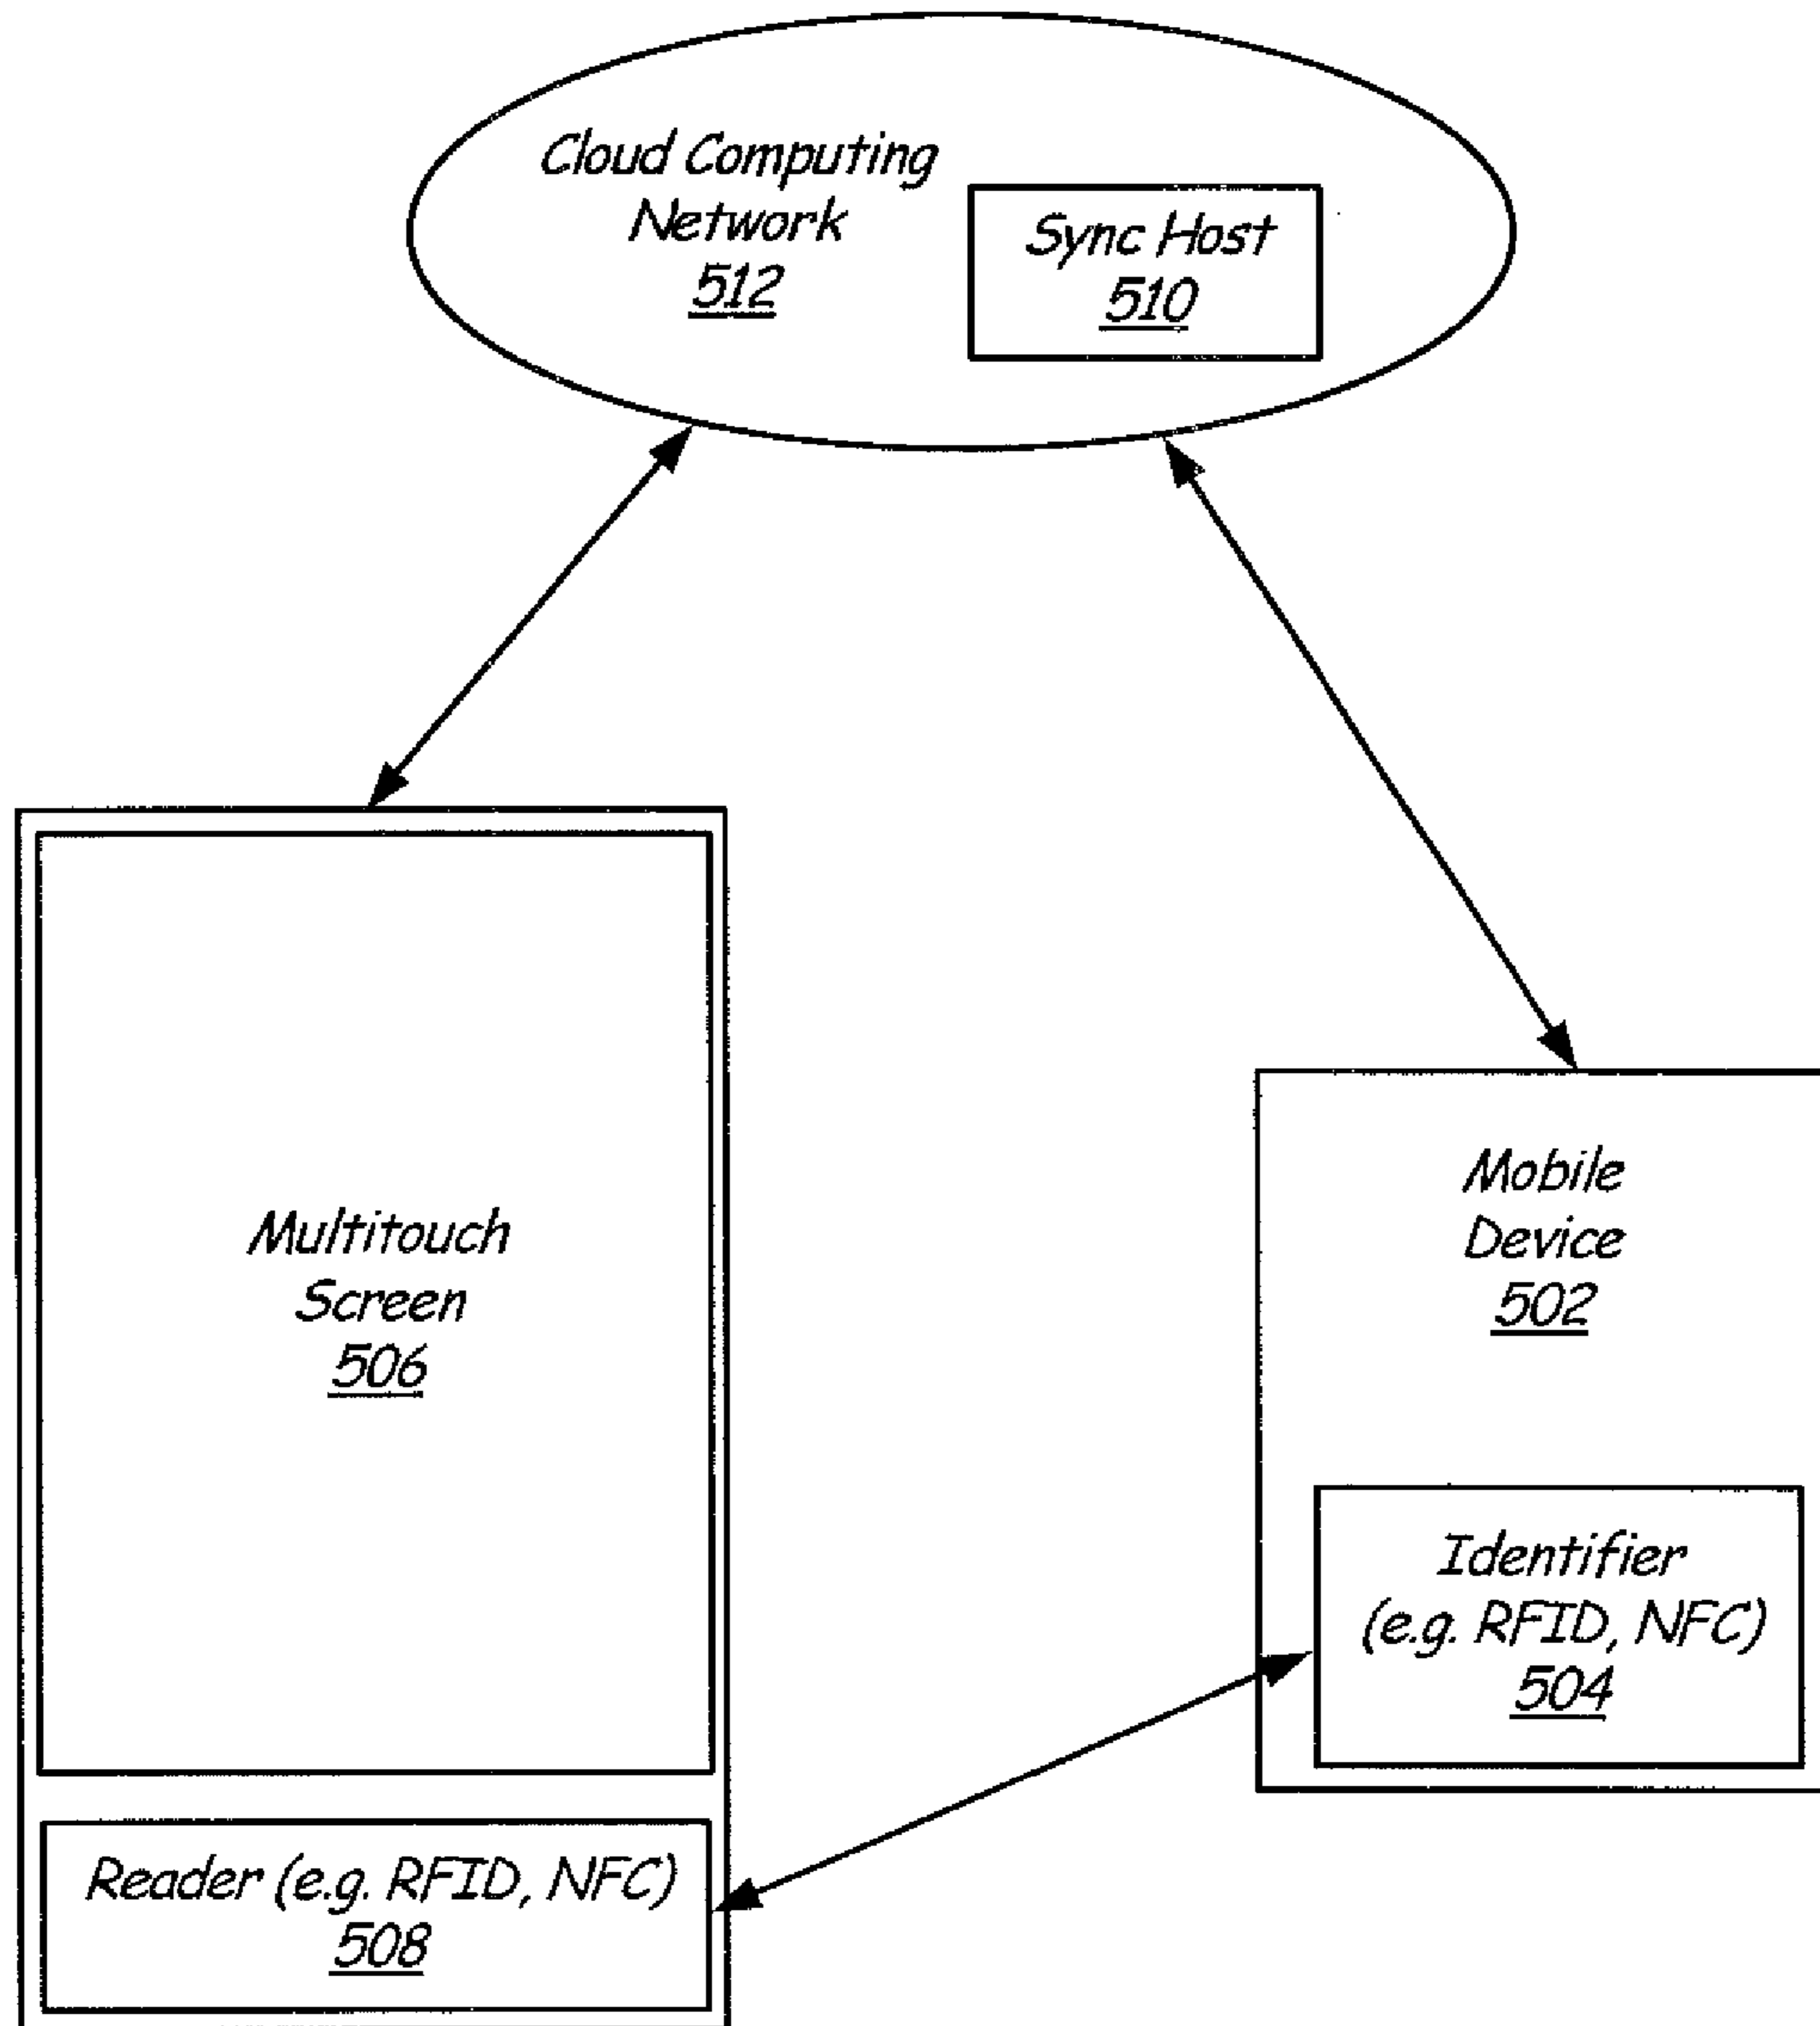 Cloud Computing
Network
512
Sync Host
510
Multitouch
Screen
506
Mobile
Device
502
Identifier
(e.g. RFID, NFC)
504
Reader (e.g. RFID, NFC)
508